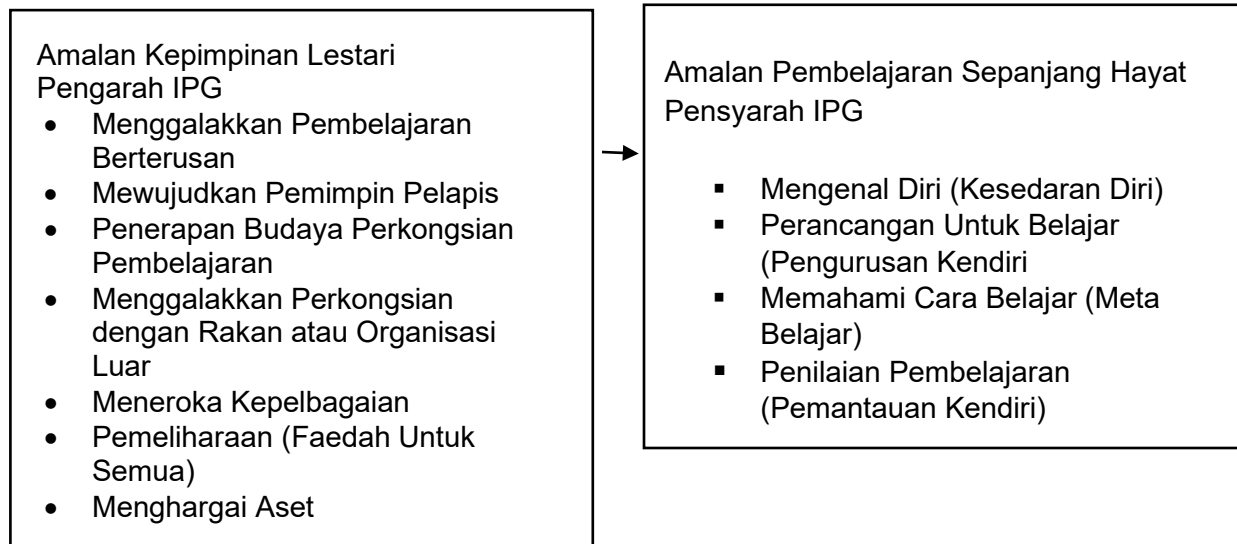 Amalan Kepimpinan Lestari
Pengarah IPG
• Menggalakkan Pembelajaran
Berterusan
• Mewujudkan Pemimpin Pelapis
• Penerapan Budaya Perkongsian
Pembelajaran
• Menggalakkan Perkongsian
dengan Rakan atau Organisasi
Luar
• Meneroka Kepelbagaian
• Pemeliharaan (Faedah Untuk
Semua)
• Menghargai Aset
Amalan Pembelajaran Sepanjang Hayat
Pensyarah IPG
▪ Mengenal Diri (Kesedaran Diri)
▪ Perancangan Untuk Belajar
(Pengurusan Kendiri
▪ Memahami Cara Belajar (Meta
Belajar)
▪ Penilaian Pembelajaran
(Pemantauan Kendiri)